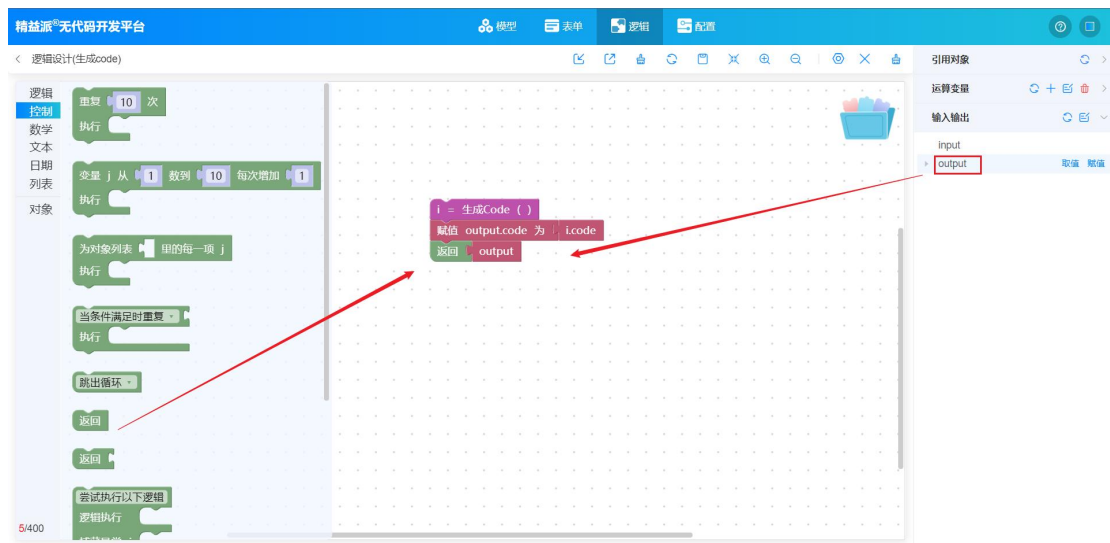 精益派®无代码开发平台
模型
表单
逻辑
配置
逻辑设计(生成code)
逻辑
控制
数学
文本
日期
列表
对象
5/400
重复 10 次
执行
变量 j 从 1 数到 10 每次增加 1
执行
为对象列表 里的每一项 j
执行
当条件满足时重复
执行
跳出循环
返回
返回
尝试执行以下逻辑
逻辑执行
i = 生成Code ( )
赋值 output.code 为 i.code
返回 output
引用对象
运算变量
输入输出
input
output 取值 赋值